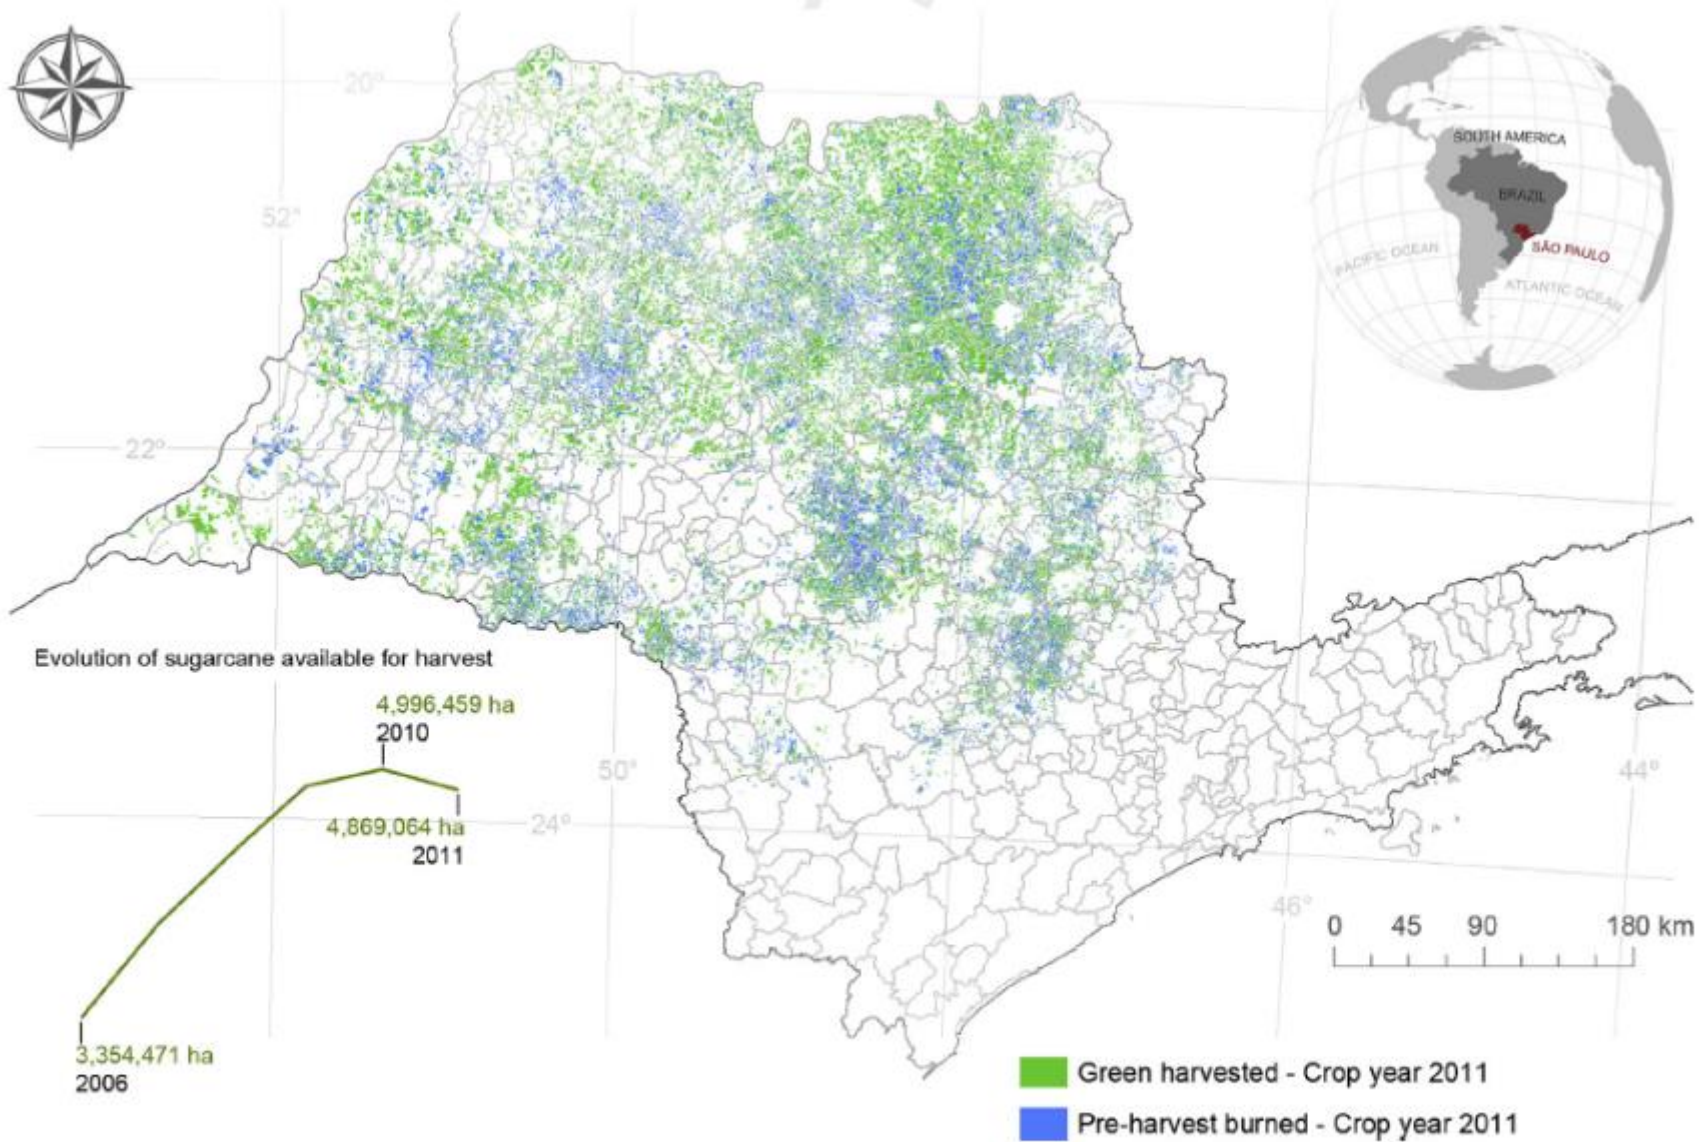 20°
SOUTH AMERICA
BRAZIL
52°
SÃO PAULO
PACIFIC OCEAN
ATLANTIC OCEAN
22°
Evolution of sugarcane available for harvest
4,996,459 ha
2010
50°
44°
4,869,064 ha
24°
2011
46°
0 45 90 180 km
3,354,471 ha
2006
Green harvested - Crop year 2011
Pre-harvest burned - Crop year 2011